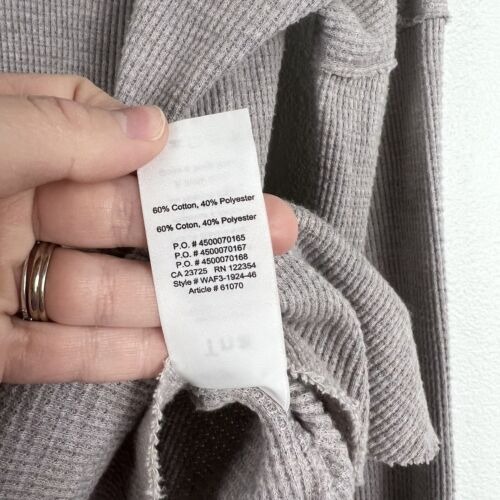 60% Cotton, 40% Polyester
60% Coton, 40% Polyester
P.O. # 4500070165
P.O. # 4500070167
P.O. # 4500070168
CA 23725 RN 122354
Style # WAF3-1924-46
Article # 61070